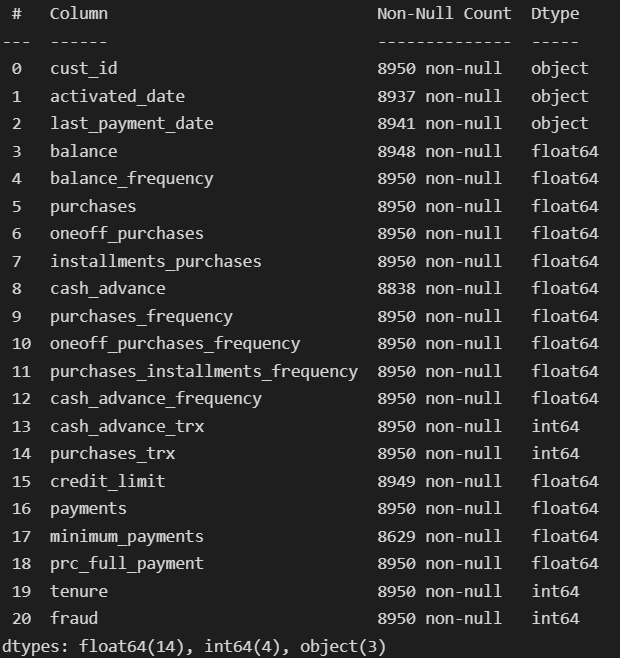 #   Column                            Non-Null Count  Dtype
---  ------                            --------------  -----
 0   cust_id                           8950 non-null   object
 1   activated_date                    8937 non-null   object
 2   last_payment_date                 8941 non-null   object
 3   balance                           8948 non-null   float64
 4   balance_frequency                 8950 non-null   float64
 5   purchases                         8950 non-null   float64
 6   oneoff_purchases                  8950 non-null   float64
 7   installments_purchases            8950 non-null   float64
 8   cash_advance                      8838 non-null   float64
 9   purchases_frequency               8950 non-null   float64
 10  oneoff_purchases_frequency        8950 non-null   float64
 11  purchases_installments_frequency  8950 non-null   float64
 12  cash_advance_frequency            8950 non-null   float64
 13  cash_advance_trx                  8950 non-null   int64
 14  purchases_trx                     8950 non-null   int64
 15  credit_limit                      8949 non-null   float64
 16  payments                          8950 non-null   float64
 17  minimum_payments                  8629 non-null   float64
 18  prc_full_payment                  8950 non-null   float64
 19  tenure                            8950 non-null   int64
 20  fraud                             8950 non-null   int64
dtypes: float64(14), int64(4), object(3)